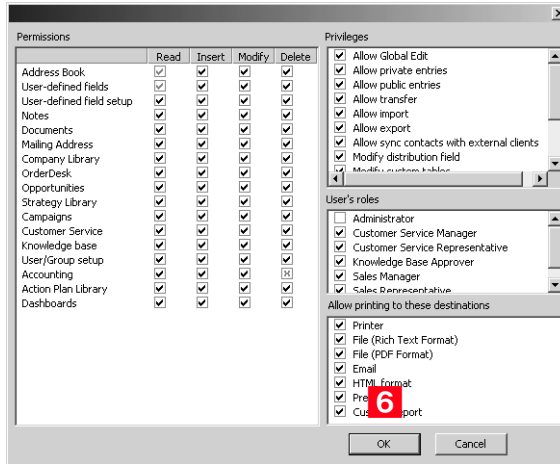 Permissions
Read Insert Modify Delete
Address Book
User-defined fields
User-defined field setup
Notes
Documents
Mailing Address
Company Library
OrderDesk
Opportunities
Strategy Library
Campaigns
Customer Service
Knowledge base
User/Group setup
Accounting
Action Plan Library
Dashboards
Privileges
Allow Global Edit
Allow private entries
Allow public entries
Allow transfer
Allow import
Allow export
Allow sync contacts with external clients
Modify distribution field
Modify custom tables
User's roles
Administrator
Customer Service Manager
Customer Service Representative
Knowledge Base Approver
Sales Manager
Sales Representative
Allow printing to these destinations
Printer
File (Rich Text Format)
File (PDF Format)
Email
HTML format
6
OK Cancel